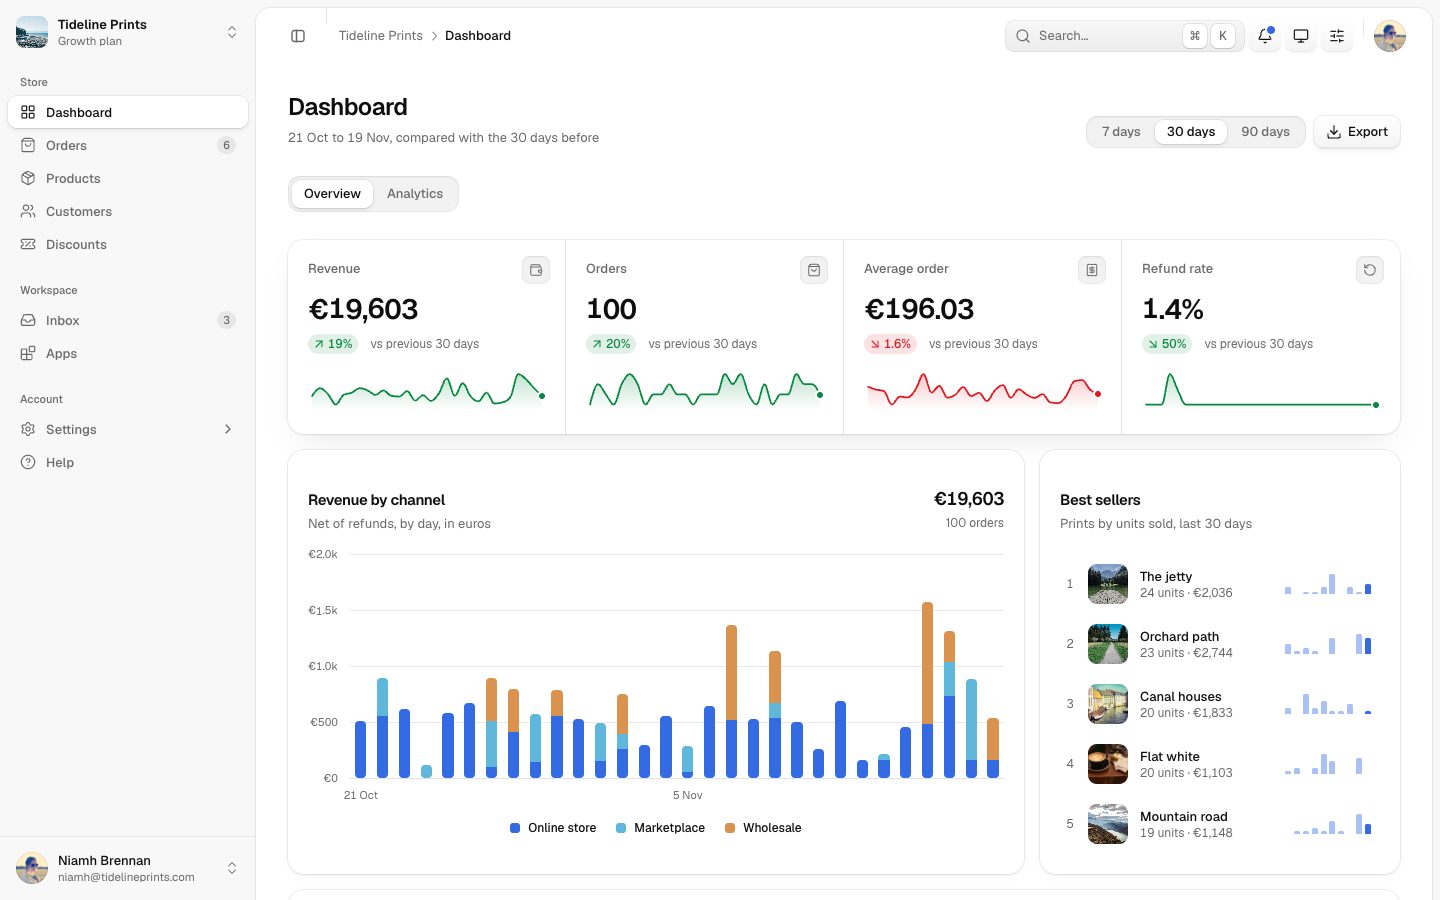 Tideline Prints
Growth plan
Store
Dashboard
Orders 6
Products
Customers
Discounts
Workspace
Inbox 3
Apps
Account
Settings
Help
Niamh Brennan
niamh@tidelineprints.com
Tideline Prints > Dashboard
Search... ⌘ K
Dashboard
21 Oct to 19 Nov, compared with the 30 days before
7 days 30 days 90 days Export
Overview Analytics
Revenue
€19,603
↗ 19% vs previous 30 days
Orders
100
↗ 20% vs previous 30 days
Average order
€196.03
↘ 1.6% vs previous 30 days
Refund rate
1.4%
↘ 50% vs previous 30 days
Revenue by channel
Net of refunds, by day, in euros
€19,603
100 orders
€2.0k
€1.5k
€1.0k
€500
€0
21 Oct 5 Nov
Online store Marketplace Wholesale
Best sellers
Prints by units sold, last 30 days
1 The jetty
24 units · €2,036
2 Orchard path
23 units · €2,744
3 Canal houses
20 units · €1,833
4 Flat white
20 units · €1,103
5 Mountain road
19 units · €1,148